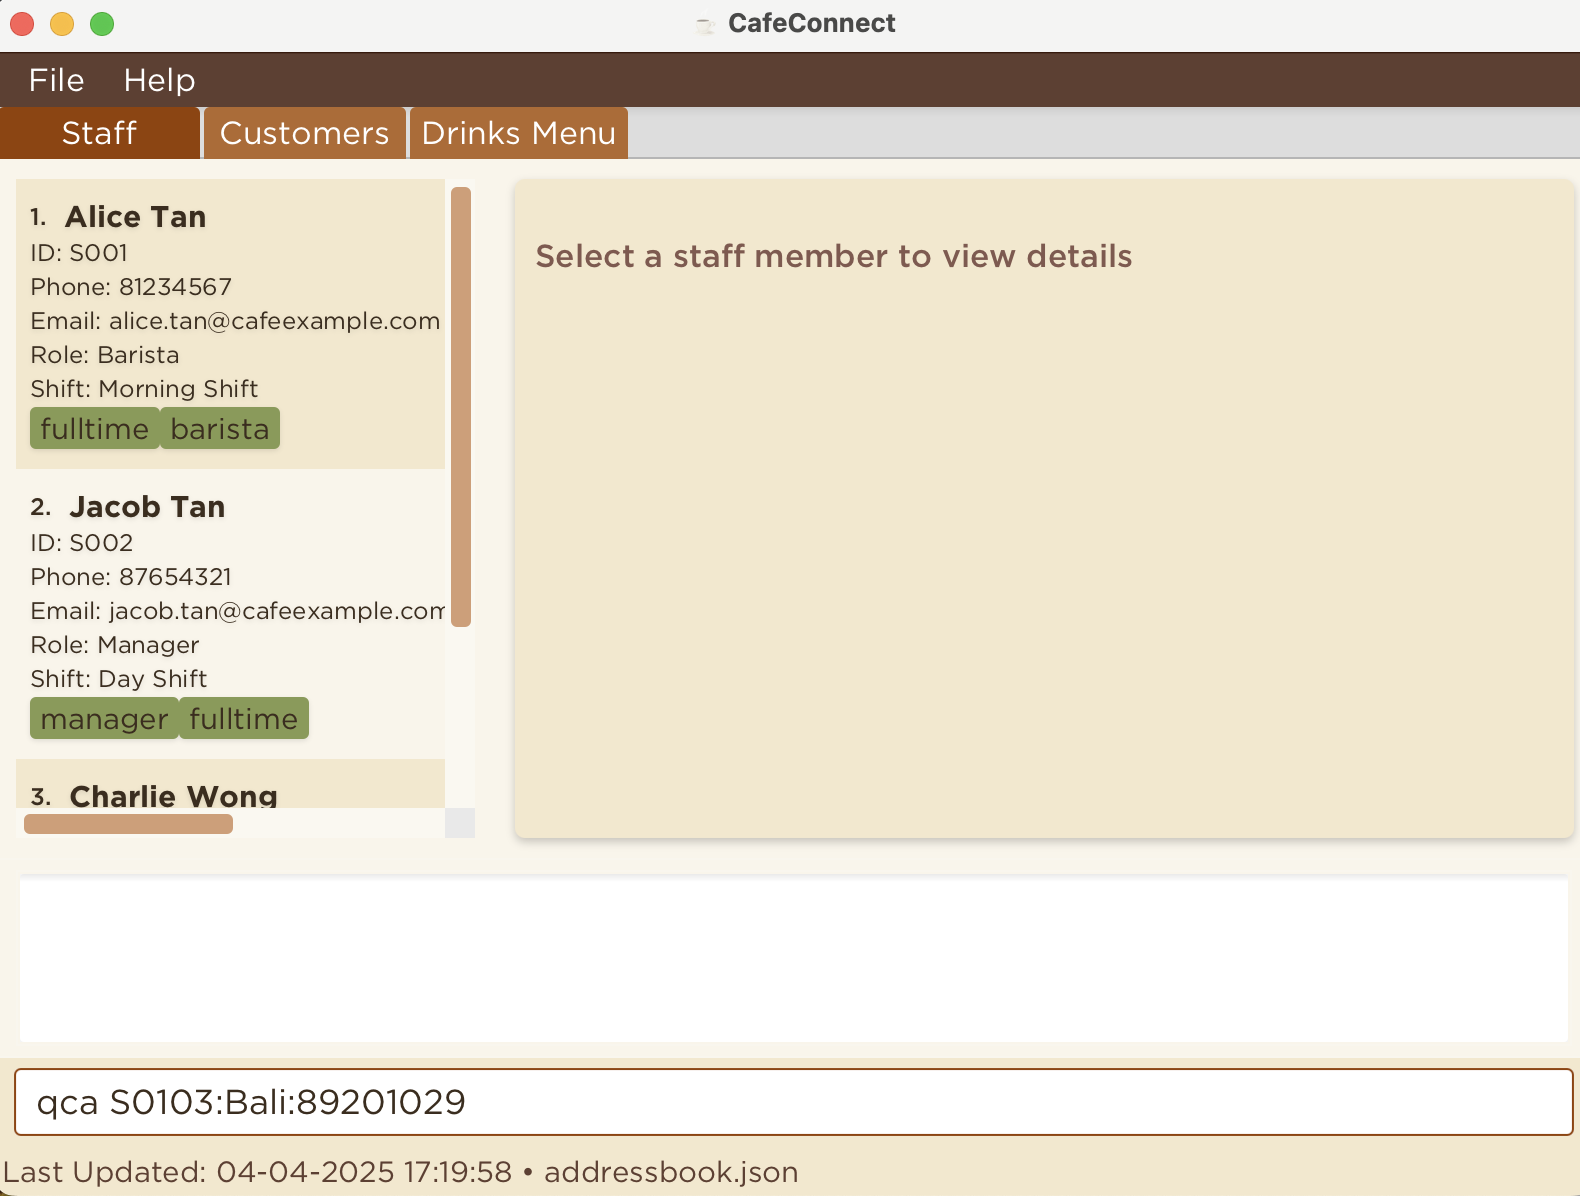 CafeConnect
File Help
Staff Customers Drinks Menu
1. Alice Tan
ID: S001
Phone: 81234567
Email: alice.tan@cafeexample.com
Role: Barista
Shift: Morning Shift
fulltime barista
2. Jacob Tan
ID: S002
Phone: 87654321
Email: jacob.tan@cafeexample.com
Role: Manager
Shift: Day Shift
manager fulltime
3. Charlie Wong
Select a staff member to view details
qca S0103:Bali:89201029
Last Updated: 04-04-2025 17:19:58 • addressbook.json